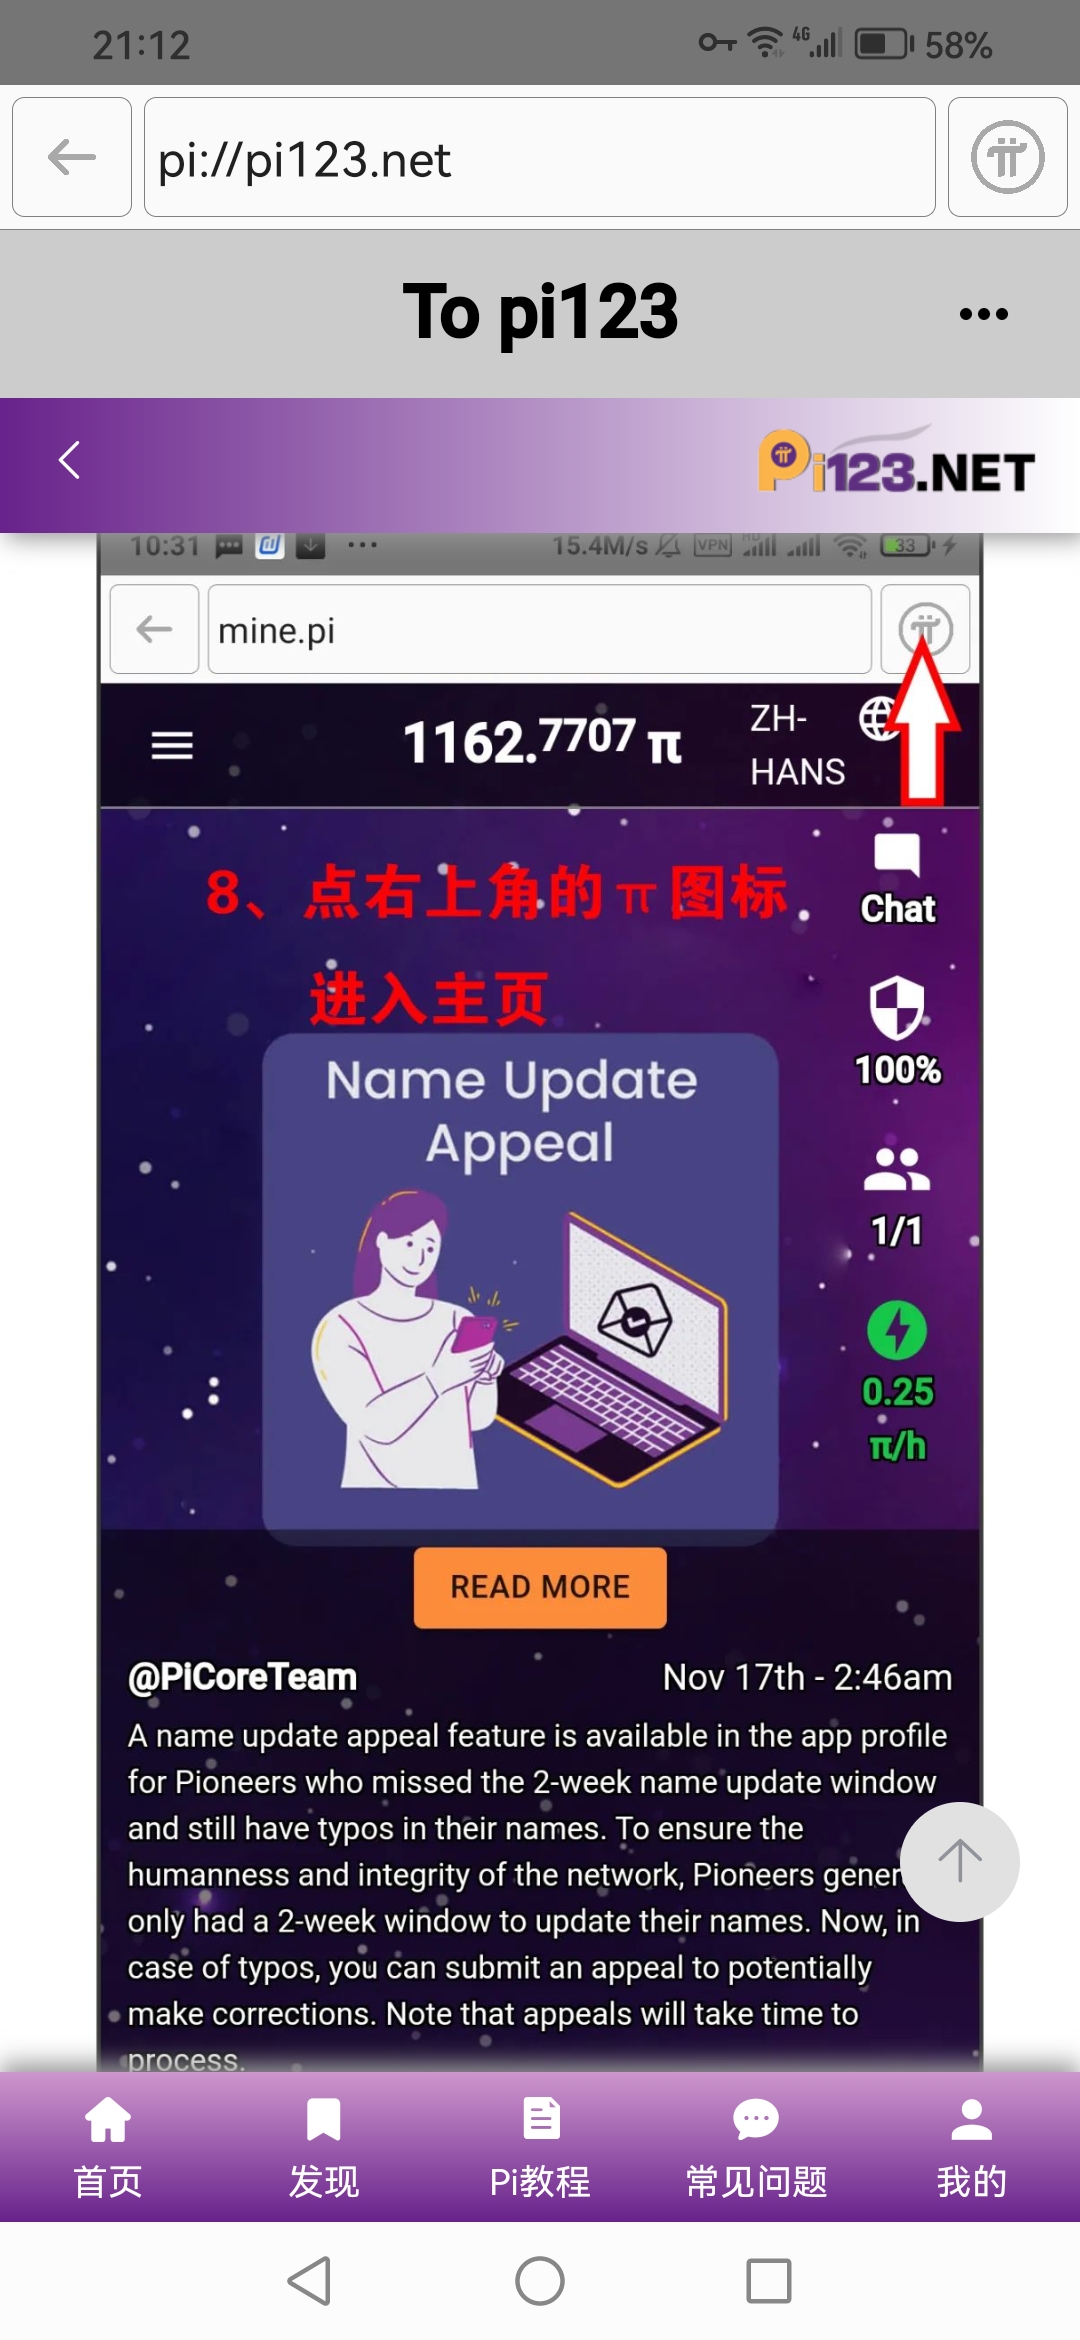 21:12
4G
58%
pi://pi123.net
To pi123
Pi123.NET
10:31
15.4M/s
VPN
HD
33
mine.pi
1162.7707 π
ZH-
HANS
8、点右上角的π图标
进入主页
Chat
Name Update
Appeal
100%
1/1
0.25
π/h
READ MORE
@PiCoreTeam
Nov 17th - 2:46am
A name update appeal feature is available in the app profile
for Pioneers who missed the 2-week name update window
and still have typos in their names. To ensure the
humanness and integrity of the network, Pioneers gener
only had a 2-week window to update their names. Now, in
case of typos, you can submit an appeal to potentially
make corrections. Note that appeals will take time to
process.
首页
发现
Pi教程
常见问题
我的